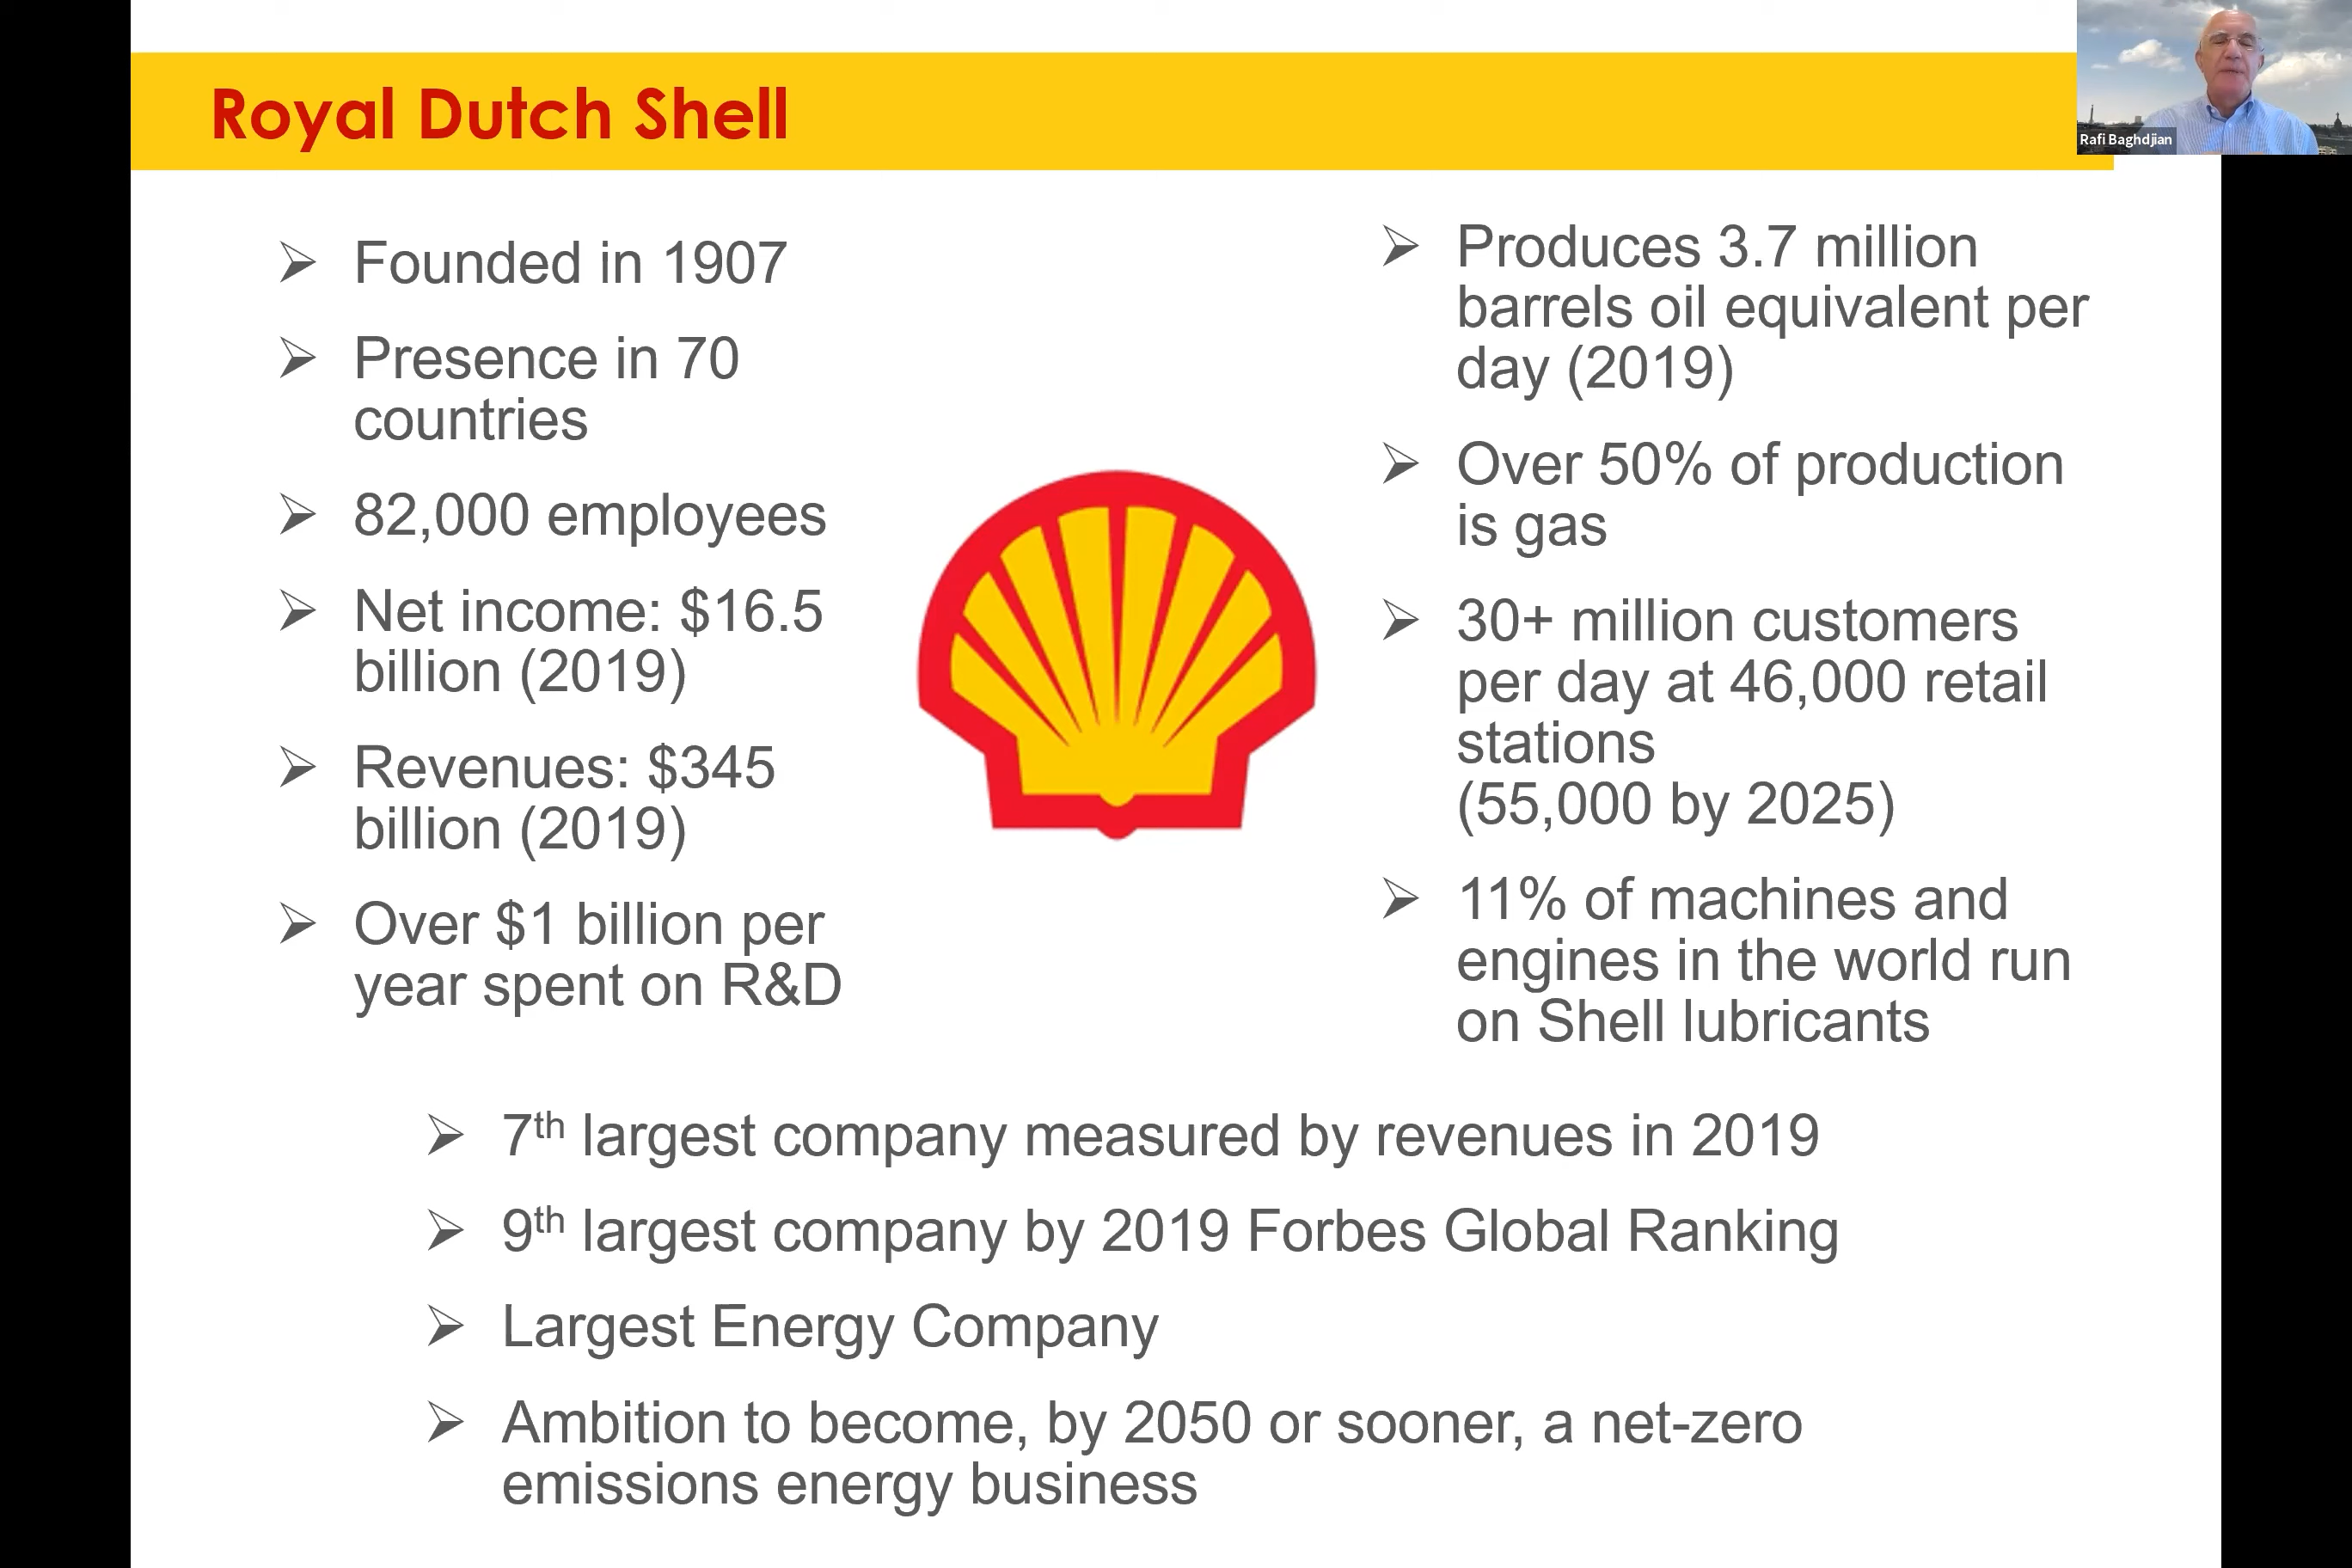 Royal Dutch Shell
Rafi Baghdjian
➢ Founded in 1907
➢ Presence in 70
countries
➢ 82,000 employees
➢ Net income: $16.5
billion (2019)
➢ Revenues: $345
billion (2019)
➢ Over $1 billion per
year spent on R&D
➢ Produces 3.7 million
barrels oil equivalent per
day (2019)
➢ Over 50% of production
is gas
➢ 30+ million customers
per day at 46,000 retail
stations
(55,000 by 2025)
➢ 11% of machines and
engines in the world run
on Shell lubricants
➢ 7th largest company measured by revenues in 2019
➢ 9th largest company by 2019 Forbes Global Ranking
➢ Largest Energy Company
➢ Ambition to become, by 2050 or sooner, a net-zero
emissions energy business